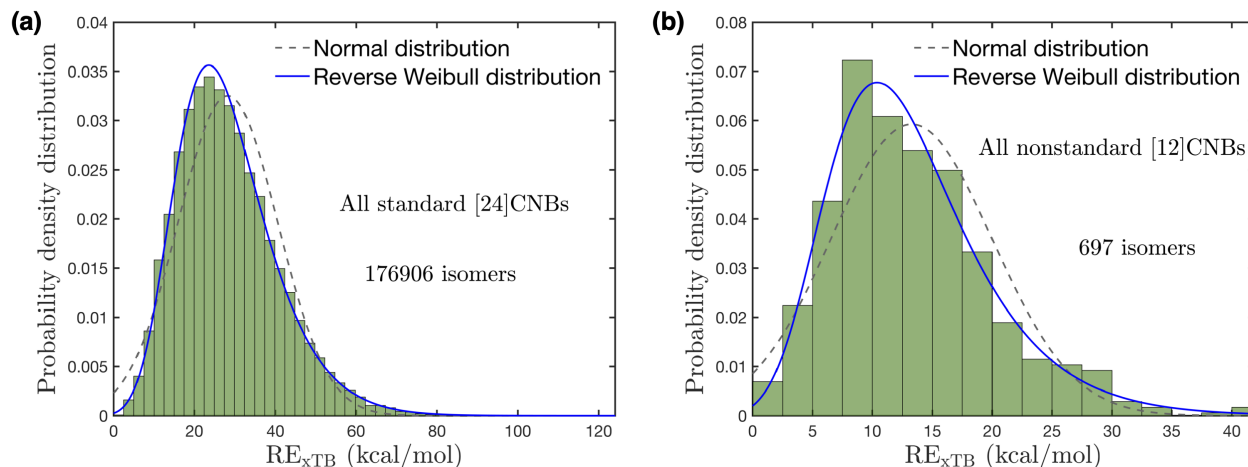 (a)
0.04
0.035
0.03
0.025
0.02
0.015
0.01
0.005
0
Probability density distribution
Normal distribution
Reverse Weibull distribution
All standard [24]CNBs
176906 isomers
0 20 40 60 80 100 120
RE_xTB (kcal/mol)
(b)
0.08
0.07
0.06
0.05
0.04
0.03
0.02
0.01
0
Probability density distribution
Normal distribution
Reverse Weibull distribution
All nonstandard [12]CNBs
697 isomers
0 5 10 15 20 25 30 35 40
RE_xTB (kcal/mol)